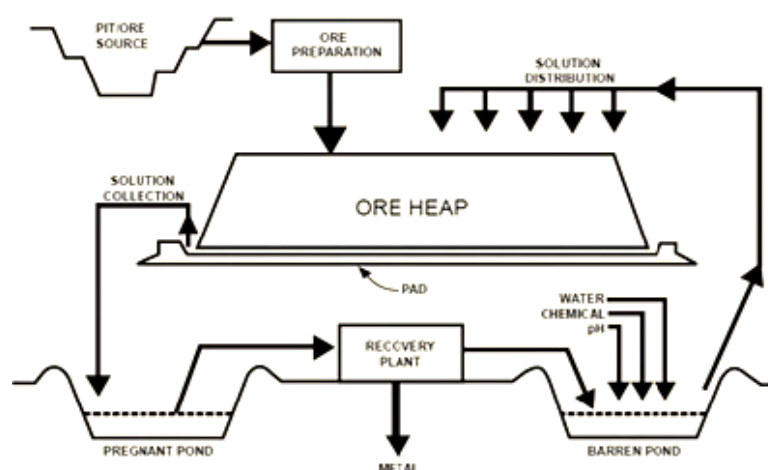 PIT/ORE
SOURCE
ORE
PREPARATION
SOLUTION
DISTRIBUTION
SOLUTION
COLLECTION
ORE HEAP
PAD
WATER
CHEMICAL
pH
RECOVERY
PLANT
PREGNANT POND
BARREN POND
METAL